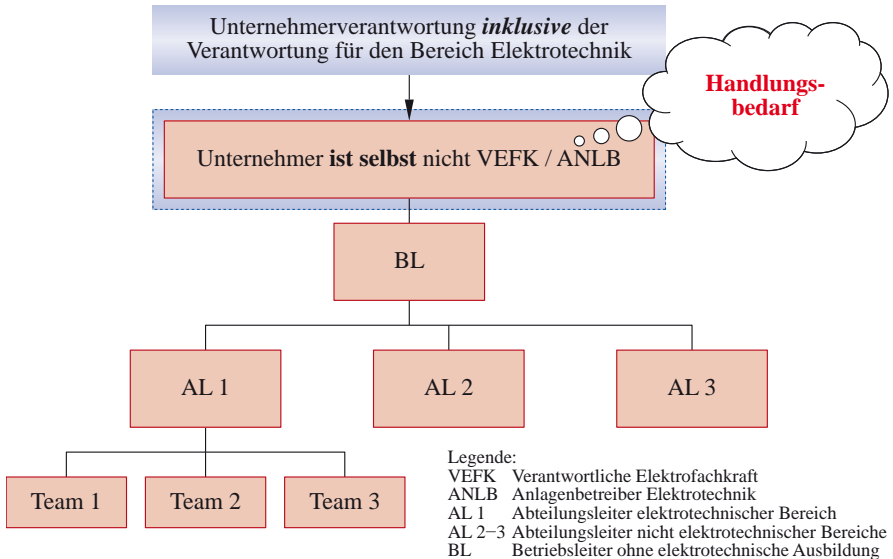 Unternehmerverantwortung inklusive der
Verantwortung für den Bereich Elektrotechnik
Handlungs-
bedarf
Unternehmer ist selbst nicht VEFK / ANLB
BL
AL 1
AL 2
AL 3
Team 1
Team 2
Team 3
Legende:
VEFK Verantwortliche Elektrofachkraft
ANLB Anlagenbetreiber Elektrotechnik
AL 1 Abteilungsleiter elektrotechnischer Bereich
AL 2−3 Abteilungsleiter nicht elektrotechnischer Bereiche
BL Betriebsleiter ohne elektrotechnische Ausbildung